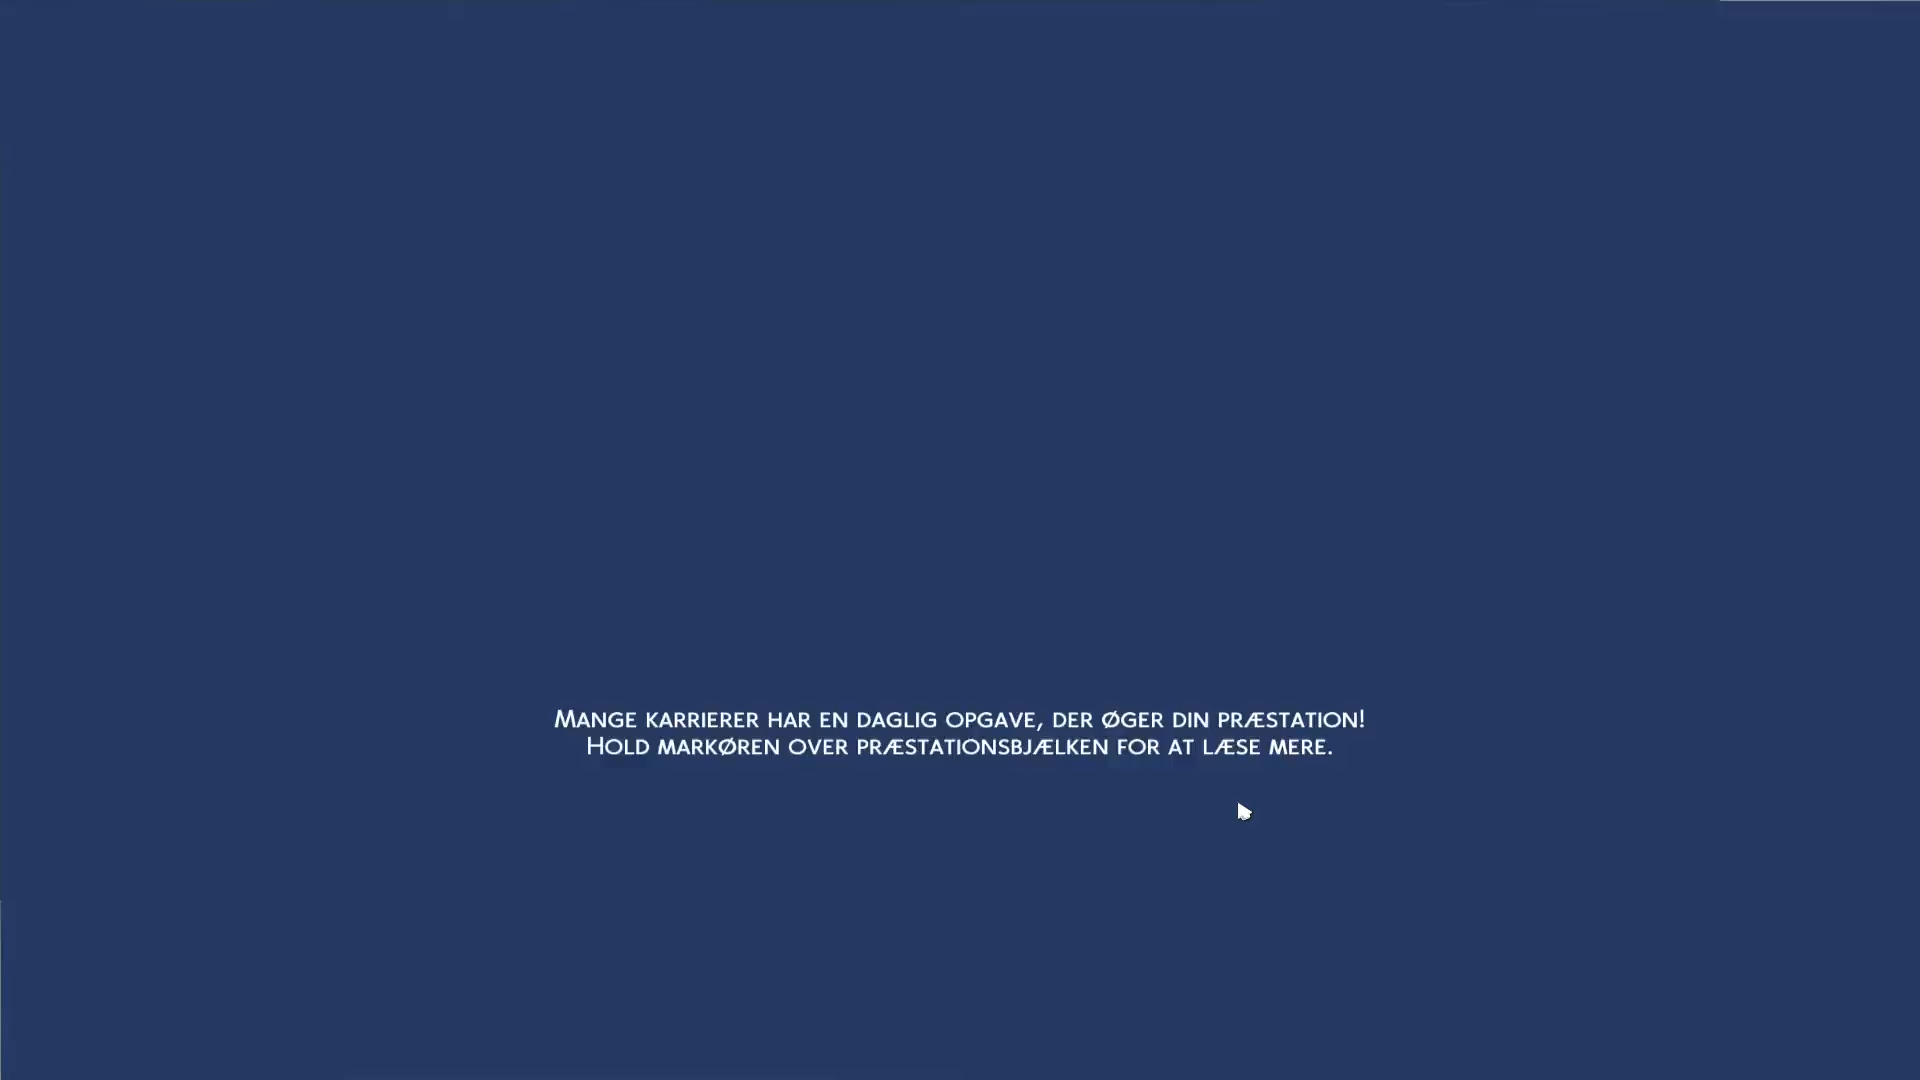 Mange karrierer har en daglig opgave, der øger din præstation!
Hold markøren over præstationsbjælken for at læse mere.